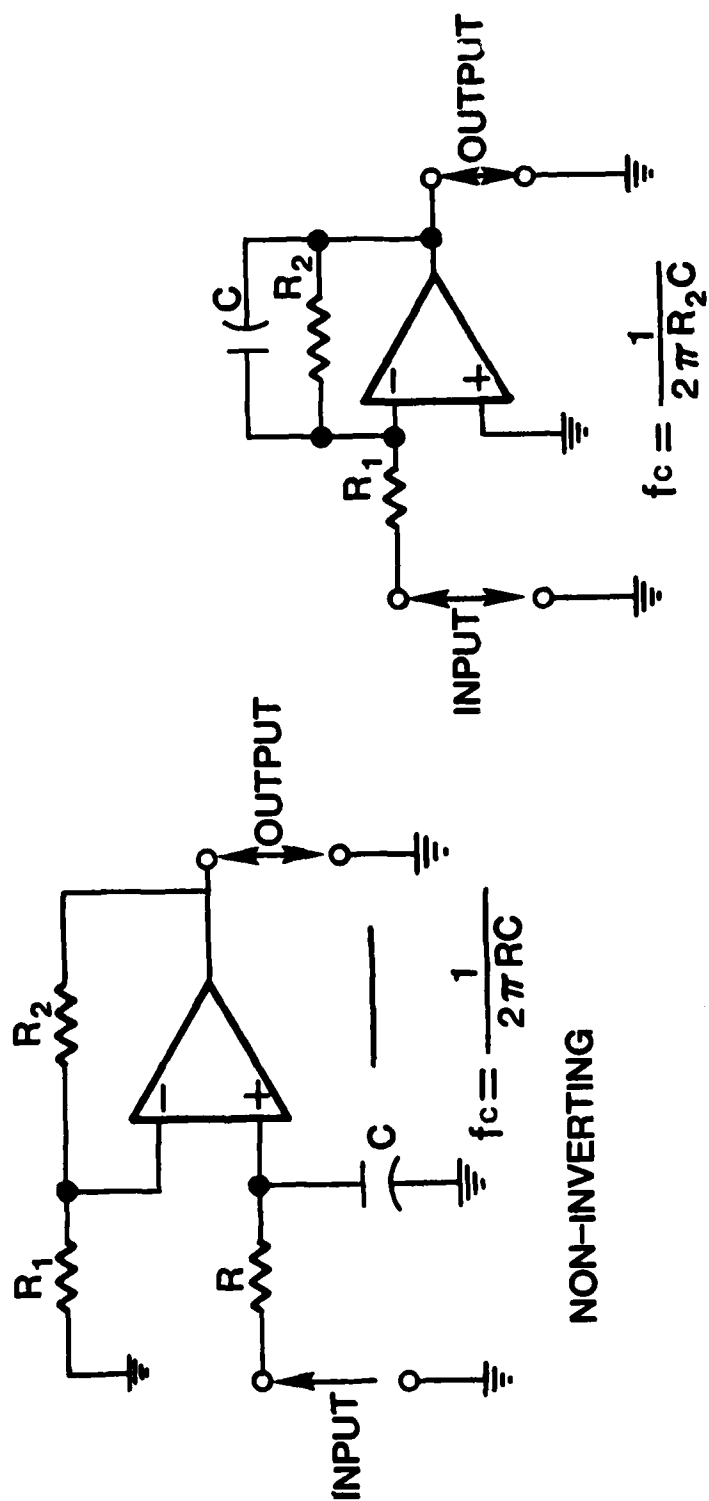 R₁
R₂
−
+
R
C
INPUT
OUTPUT
fc = 1 / 2πRC
NON-INVERTING
C
R₂
R₁
−
+
INPUT
OUTPUT
fc = 1 / 2πR₂C